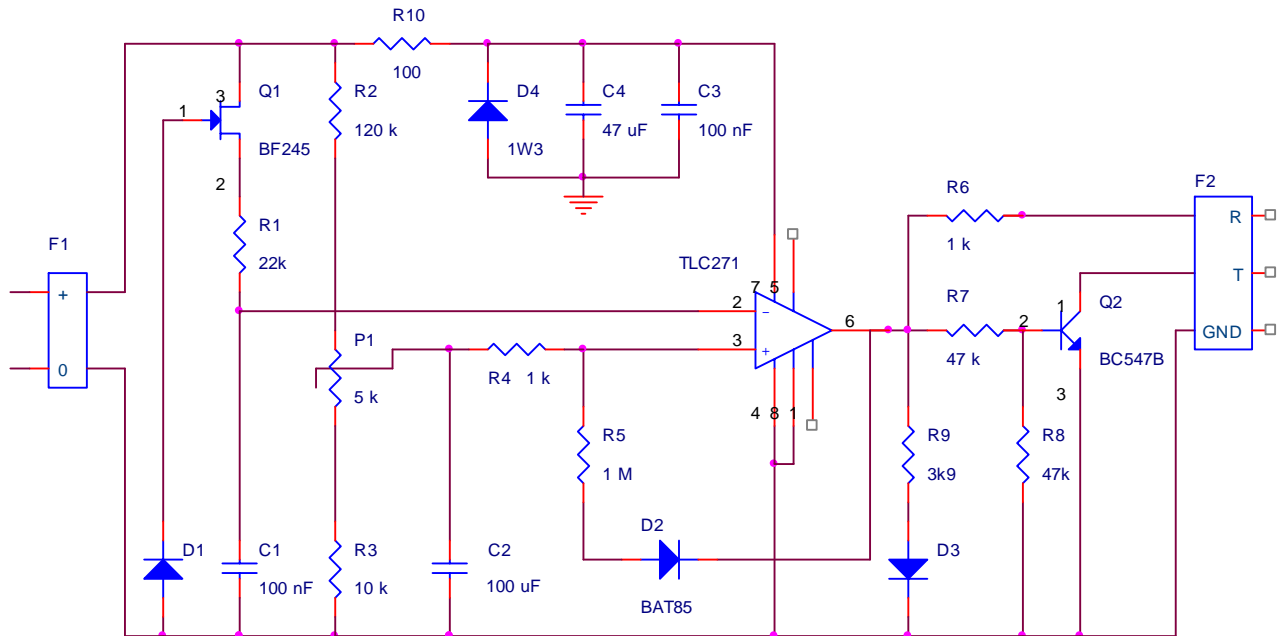 R10
100
3
1
Q1
BF245
2
R2
120 k
D4
1W3
C4
47 uF
C3
100 nF
R1
22k
F1
+
0
TLC271
7 5
2
−
3
+
6
4 8 1
P1
5 k
R4 1 k
R5
1 M
R6
1 k
R7
47 k
2
1
Q2
BC547B
3
F2
R
T
GND
R9
3k9
R8
47k
D1
C1
100 nF
R3
10 k
C2
100 uF
D2
BAT85
D3